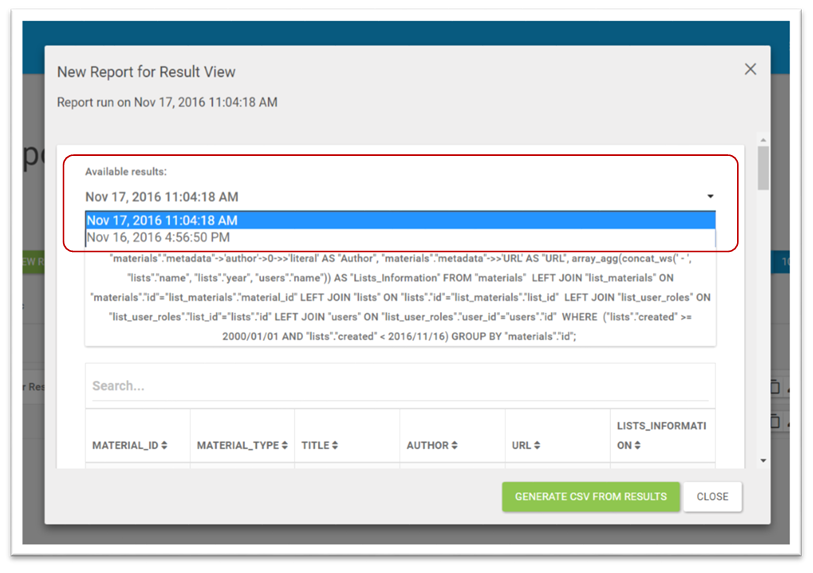 New Report for Result View
Report run on Nov 17, 2016 11:04:18 AM
Available results:
Nov 17, 2016 11:04:18 AM
Nov 17, 2016 11:04:18 AM
Nov 16, 2016 4:56:50 PM
"materials"."metadata"->'author'->0->>'literal' AS "Author", "materials"."metadata"->>'URL' AS "URL", array_agg(concat_ws(' - ',
"lists"."name", "lists"."year", "users"."name")) AS "Lists_Information" FROM "materials" LEFT JOIN "list_materials" ON
"materials"."id"="list_materials"."material_id" LEFT JOIN "lists" ON "lists"."id"="list_materials"."list_id" LEFT JOIN "list_user_roles" ON
"list_user_roles"."list_id"="lists"."id" LEFT JOIN "users" ON "list_user_roles"."user_id"="users"."id" WHERE ("lists"."created" >=
2000/01/01 AND "lists"."created" < 2016/11/16) GROUP BY "materials"."id";
Search...
MATERIAL_ID
MATERIAL_TYPE
TITLE
AUTHOR
URL
LISTS_INFORMATI
ON
GENERATE CSV FROM RESULTS
CLOSE